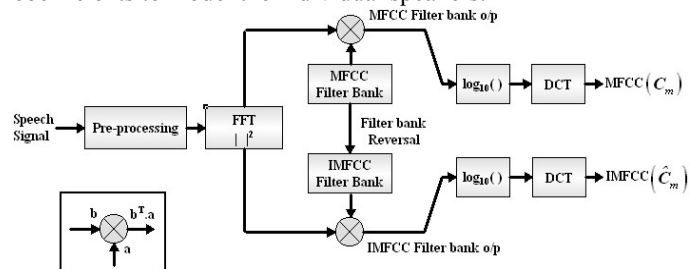 MFCC Filter bank o/p
MFCC
Filter Bank
log₁₀( )
DCT
MFCC(Cₘ)
Speech
Signal
Pre-processing
FFT
| |²
Filter bank
Reversal
IMFCC
Filter Bank
log₁₀( )
DCT
IMFCC(Ĉₘ)
b
bᵀ.a
a
IMFCC Filter bank o/p